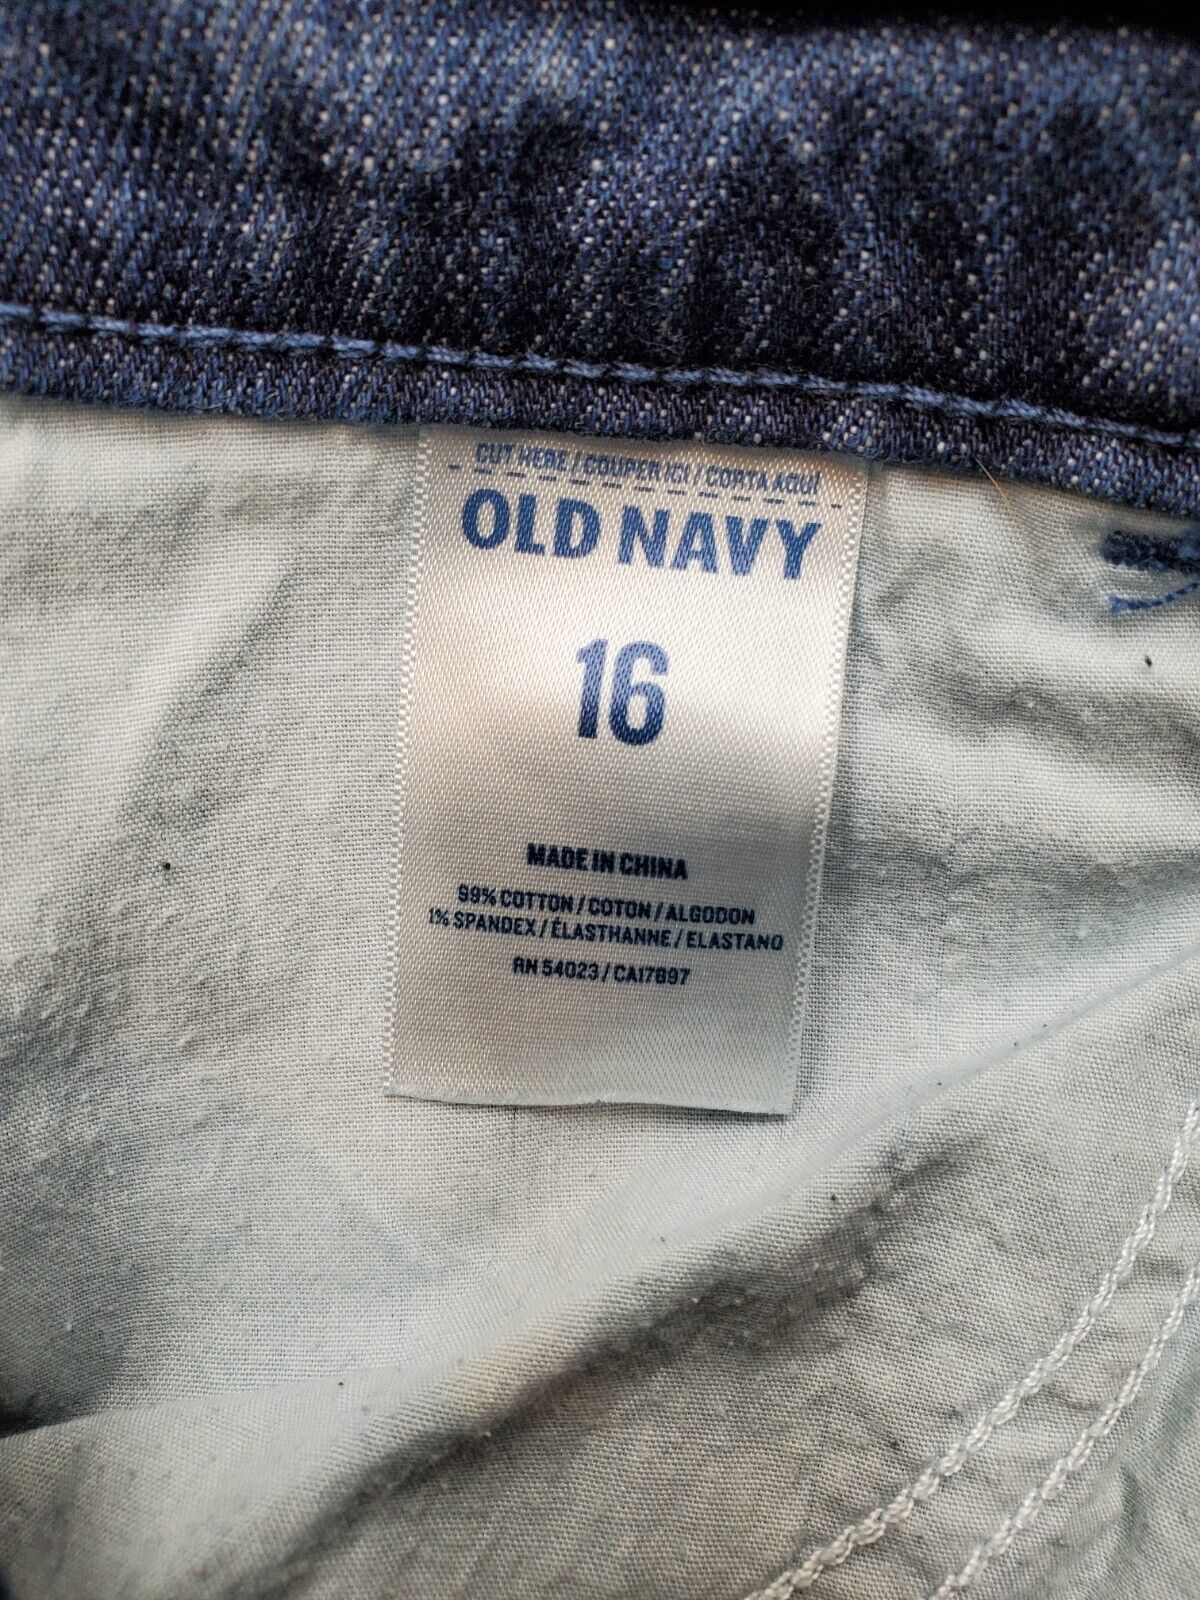 CUT HERE / COUPER ICI / CORTA AQUÍ
OLD NAVY
16
MADE IN CHINA
99% COTTON / COTON / ALGODON
1% SPANDEX / ÉLASTHANNE / ELASTANO
RN 54023 / CA17897